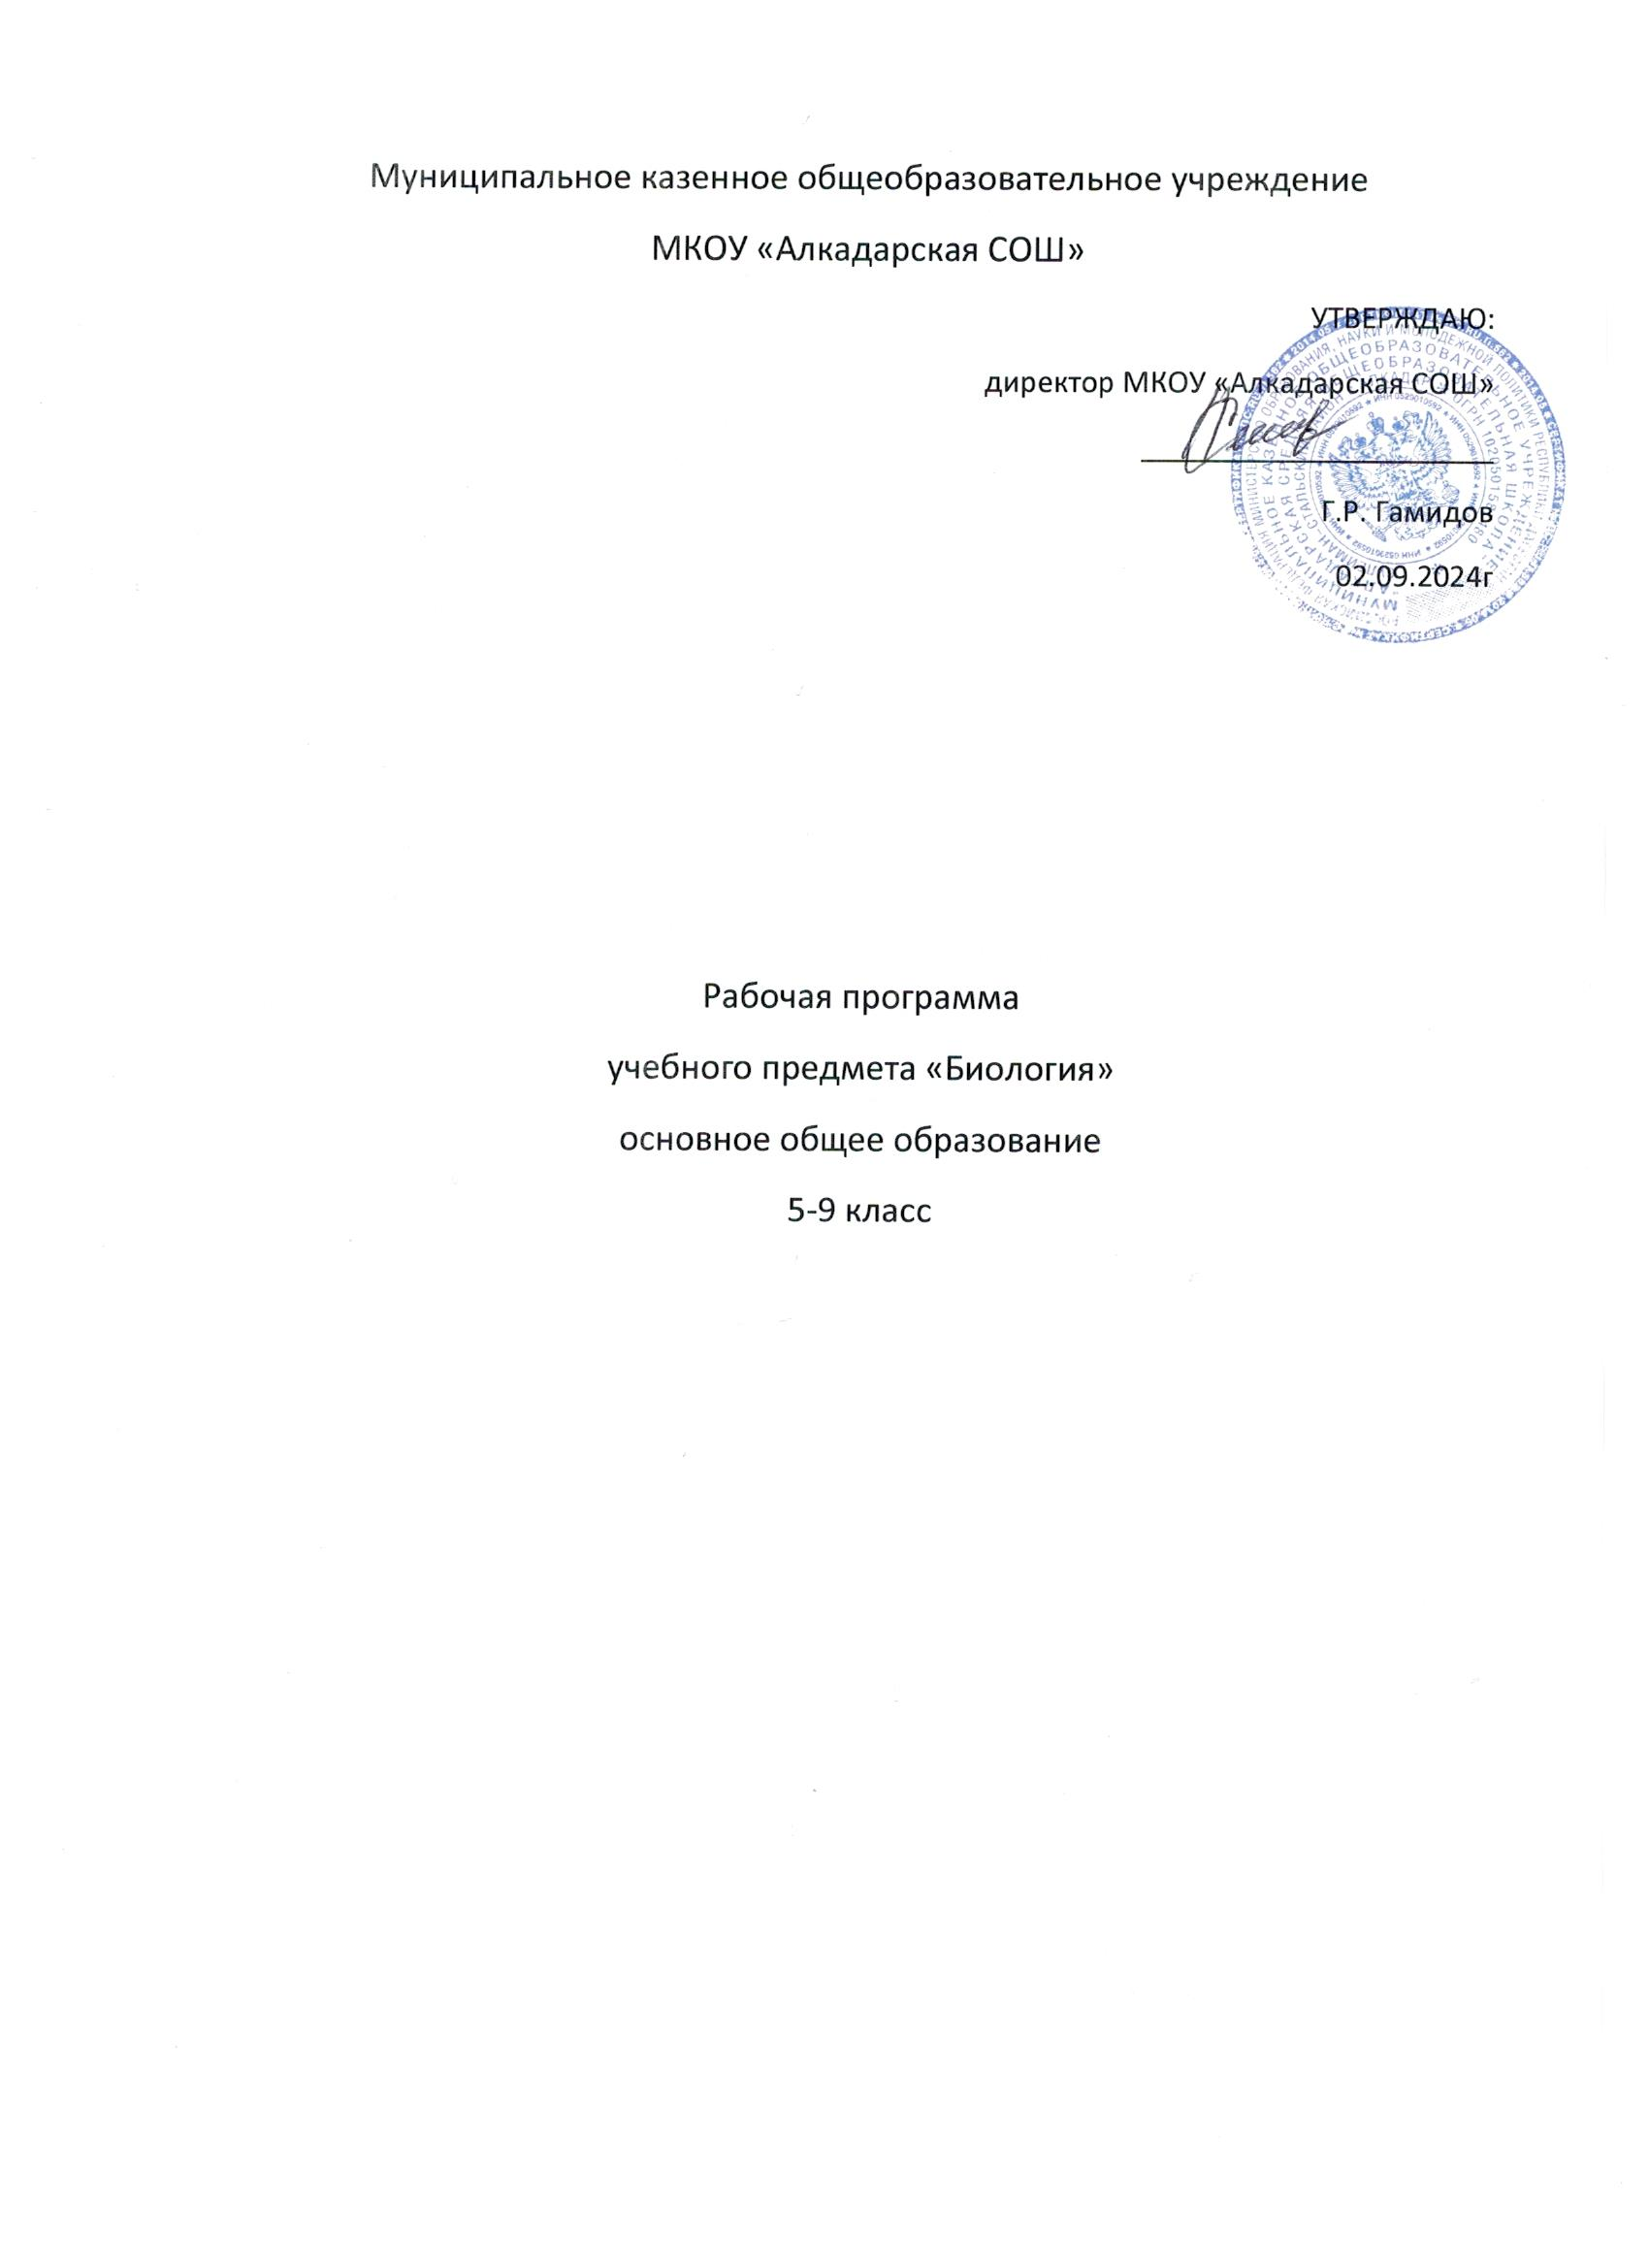 Муниципальное казенное общеобразовательное учреждение
МКОУ «Алкадарская СОШ»
УТВЕРЖДАЮ:
директор МКОУ «Алкадарская СОШ»
Г.Р. Гамидов
02.09.2024г
Рабочая программа
учебного предмета «Биология»
основное общее образование
5-9 класс